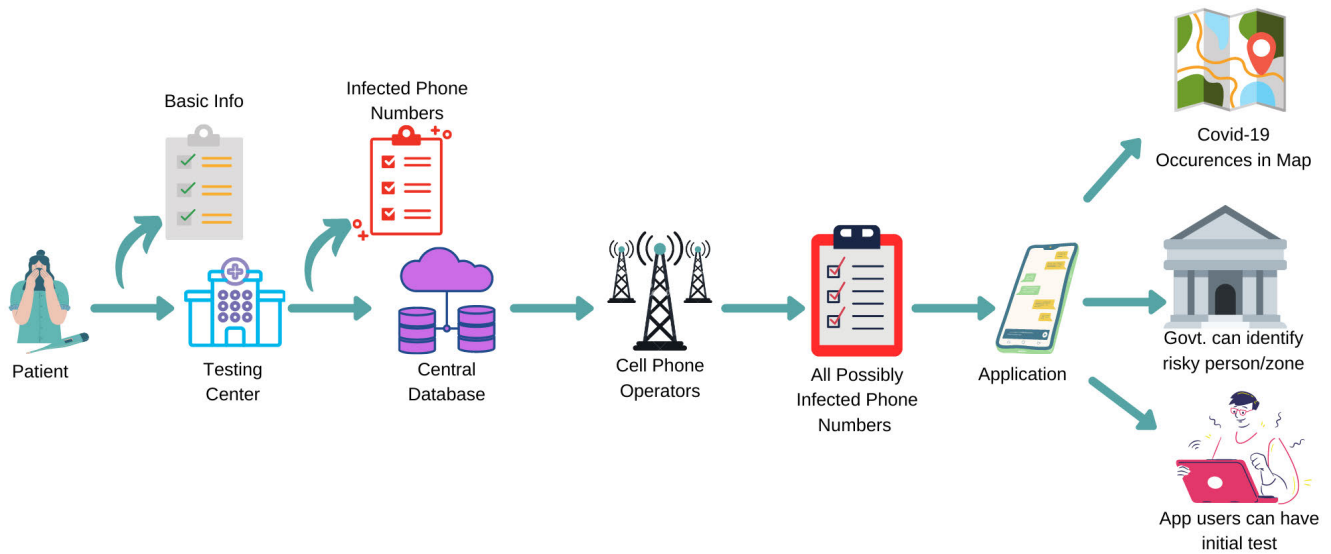 Basic Info
Infected Phone
Numbers
Patient
Testing
Center
Central
Database
Cell Phone
Operators
All Possibly
Infected Phone
Numbers
Application
Covid-19
Occurences in Map
Govt. can identify
risky person/zone
App users can have
initial test